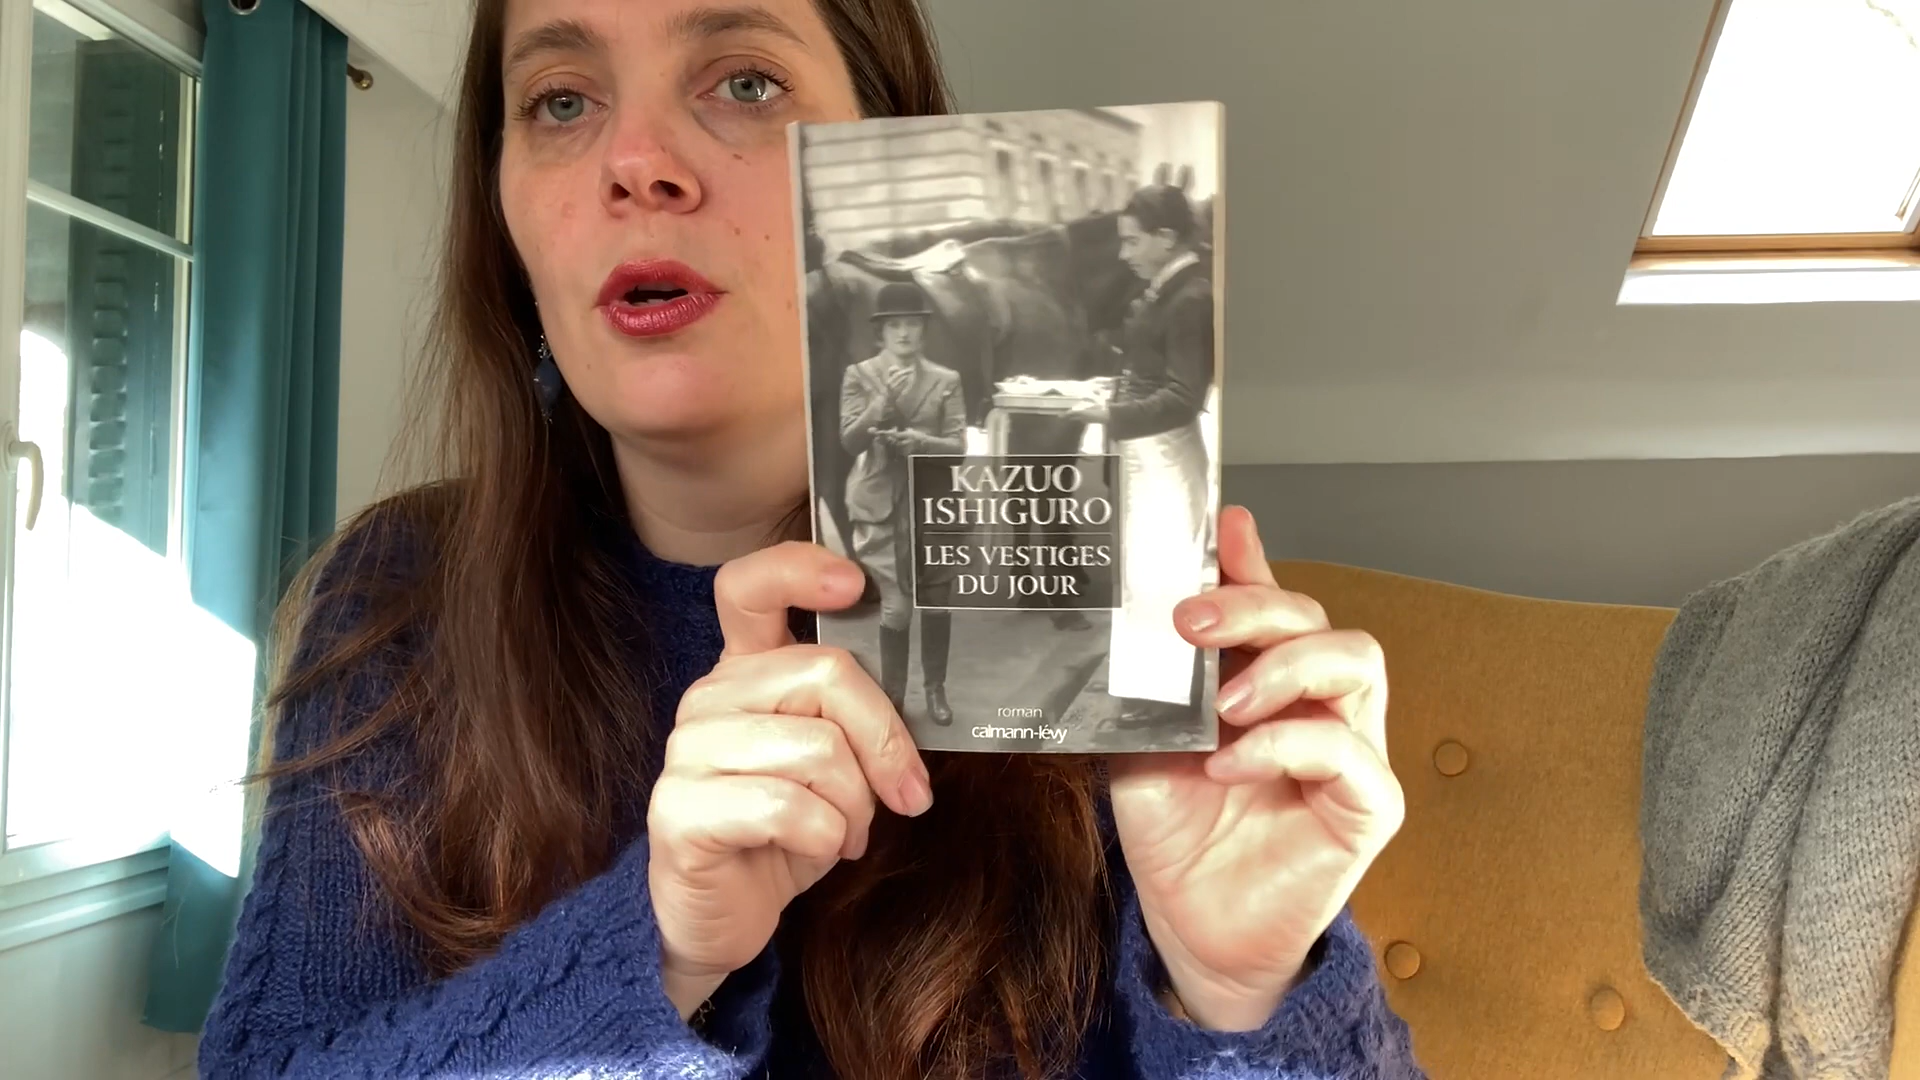 KAZUO
ISHIGURO
LES VESTIGES
DU JOUR
roman
calmann-lévy